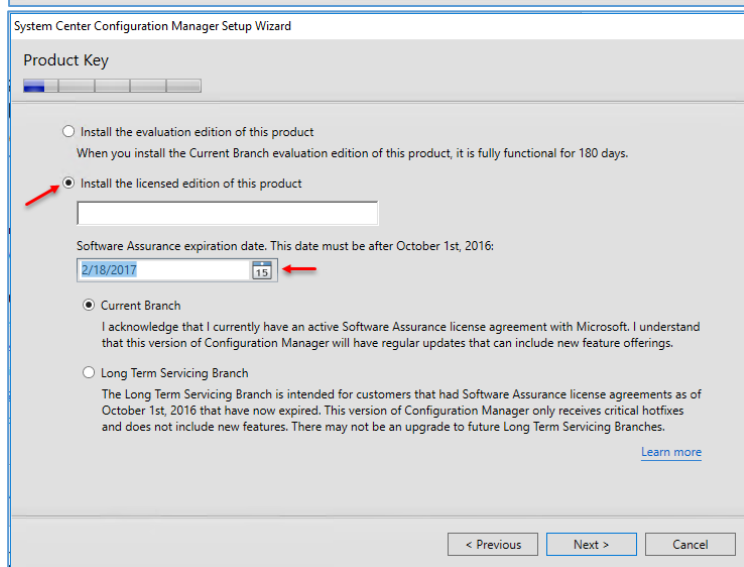 System Center Configuration Manager Setup Wizard
Product Key
Install the evaluation edition of this product
When you install the Current Branch evaluation edition of this product, it is fully functional for 180 days.
Install the licensed edition of this product
Software Assurance expiration date. This date must be after October 1st, 2016:
2/18/2017
15
Current Branch
I acknowledge that I currently have an active Software Assurance license agreement with Microsoft. I understand
that this version of Configuration Manager will have regular updates that can include new feature offerings.
Long Term Servicing Branch
The Long Term Servicing Branch is intended for customers that had Software Assurance license agreements as of
October 1st, 2016 that have now expired. This version of Configuration Manager only receives critical hotfixes
and does not include new features. There may not be an upgrade to future Long Term Servicing Branches.
Learn more
< Previous
Next >
Cancel